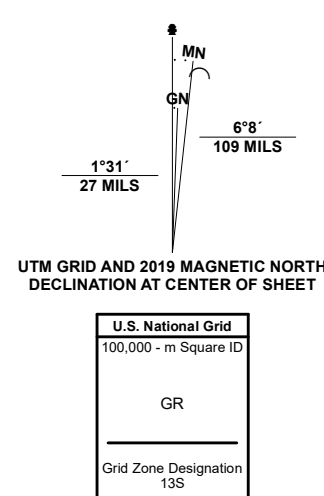 MN
GN
6°8´
109 MILS
1°31´
27 MILS
UTM GRID AND 2019 MAGNETIC NORTH
DECLINATION AT CENTER OF SHEET
U.S. National Grid
100,000 - m Square ID
GR
Grid Zone Designation
13S